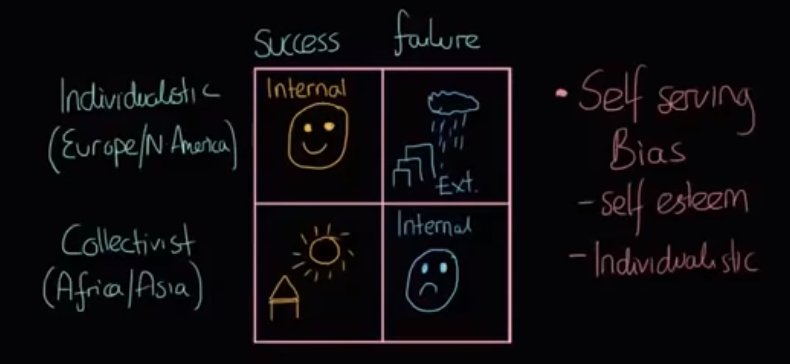 Success failure
Individualistic
(Europe/N America)
Internal
Ext.
Collectivist
(Africa/Asia)
Internal
• Self serving
Bias
- self esteem
- Individualistic